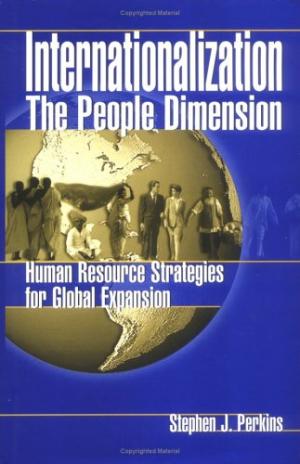 Internationalization
The People Dimension
Human Resource Strategies
for Global Expansion
Stephen J. Perkins